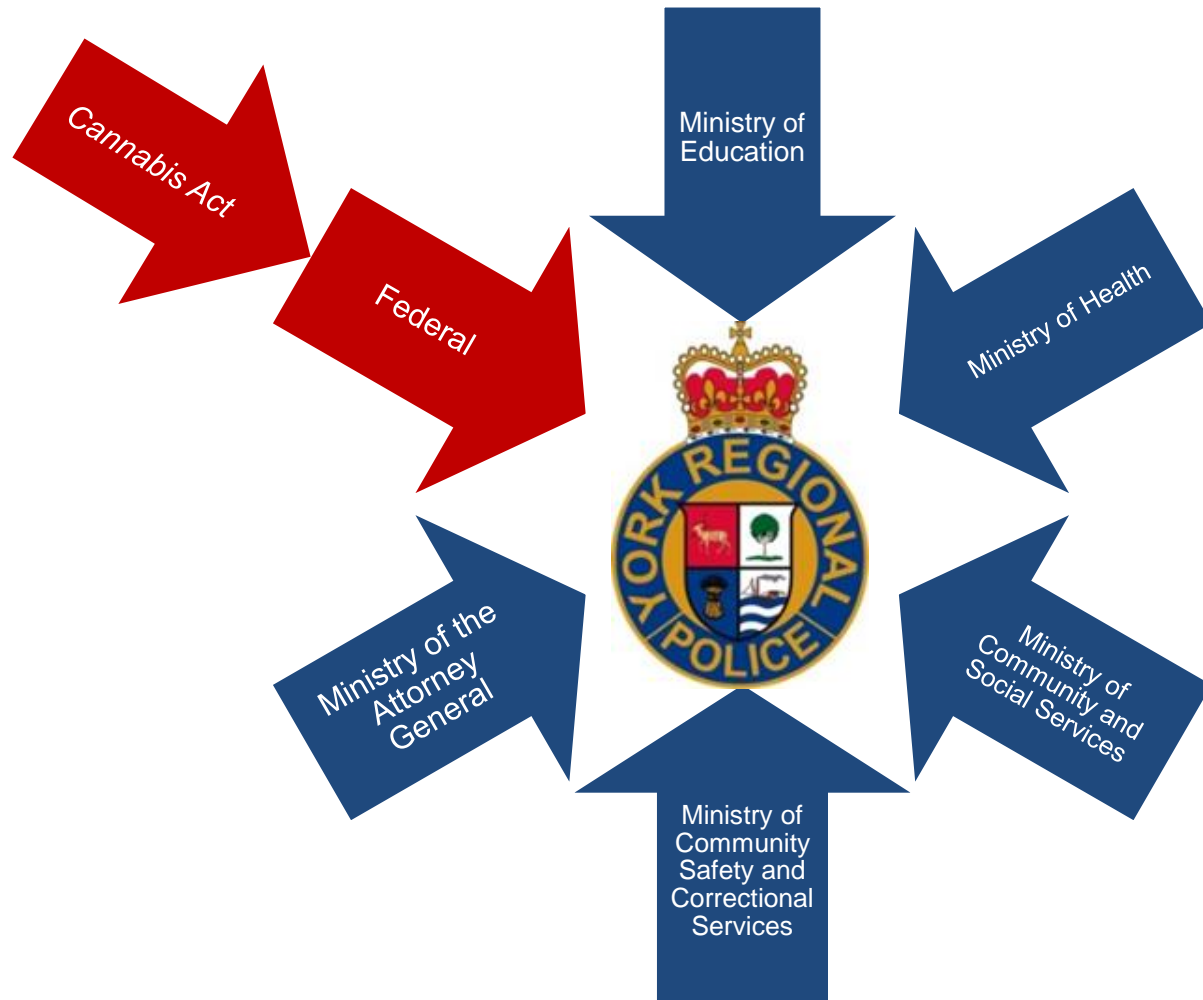 Cannabis Act
Federal
Ministry of
Education
Ministry of Health
Ministry of
Community and
Social Services
Ministry of
Community
Safety and
Correctional
Services
Ministry of the
Attorney
General
YORK REGIONAL
POLICE